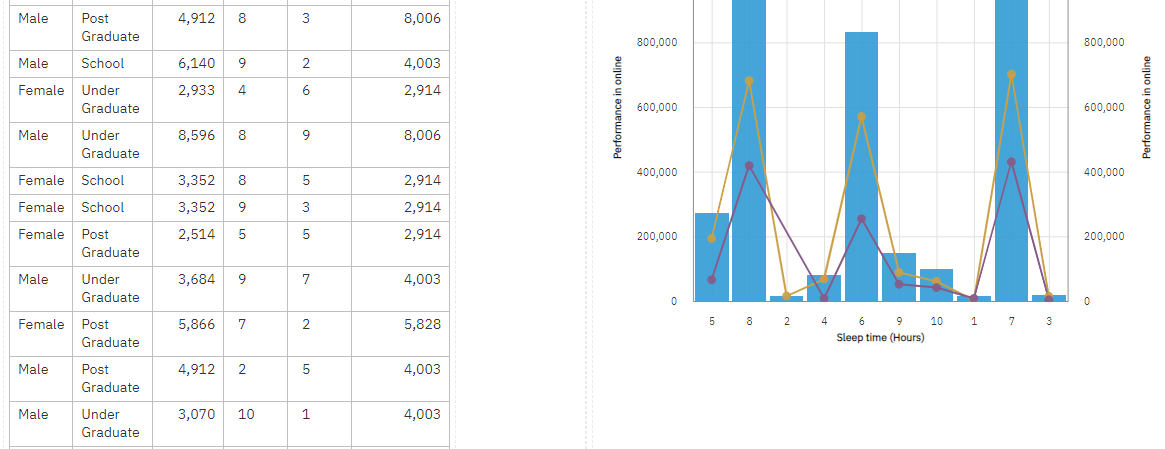 Male Post 4,912 8 3 8,006
Graduate
Male School 6,140 9 2 4,003
Female Under 2,933 4 6 2,914
Graduate
Male Under 8,596 8 9 8,006
Graduate
Female School 3,352 8 5 2,914
Female School 3,352 9 3 2,914
Female Post 2,514 5 5 2,914
Graduate
Male Under 3,684 9 7 4,003
Graduate
Female Post 5,866 7 2 5,828
Graduate
Male Post 4,912 2 5 4,003
Graduate
Male Under 3,070 10 1 4,003
Graduate
Performance in online
800,000
600,000
400,000
200,000
0
5 8 2 4 6 9 10 1 7 3
Sleep time (Hours)
800,000
600,000
400,000
200,000
0
Performance in online